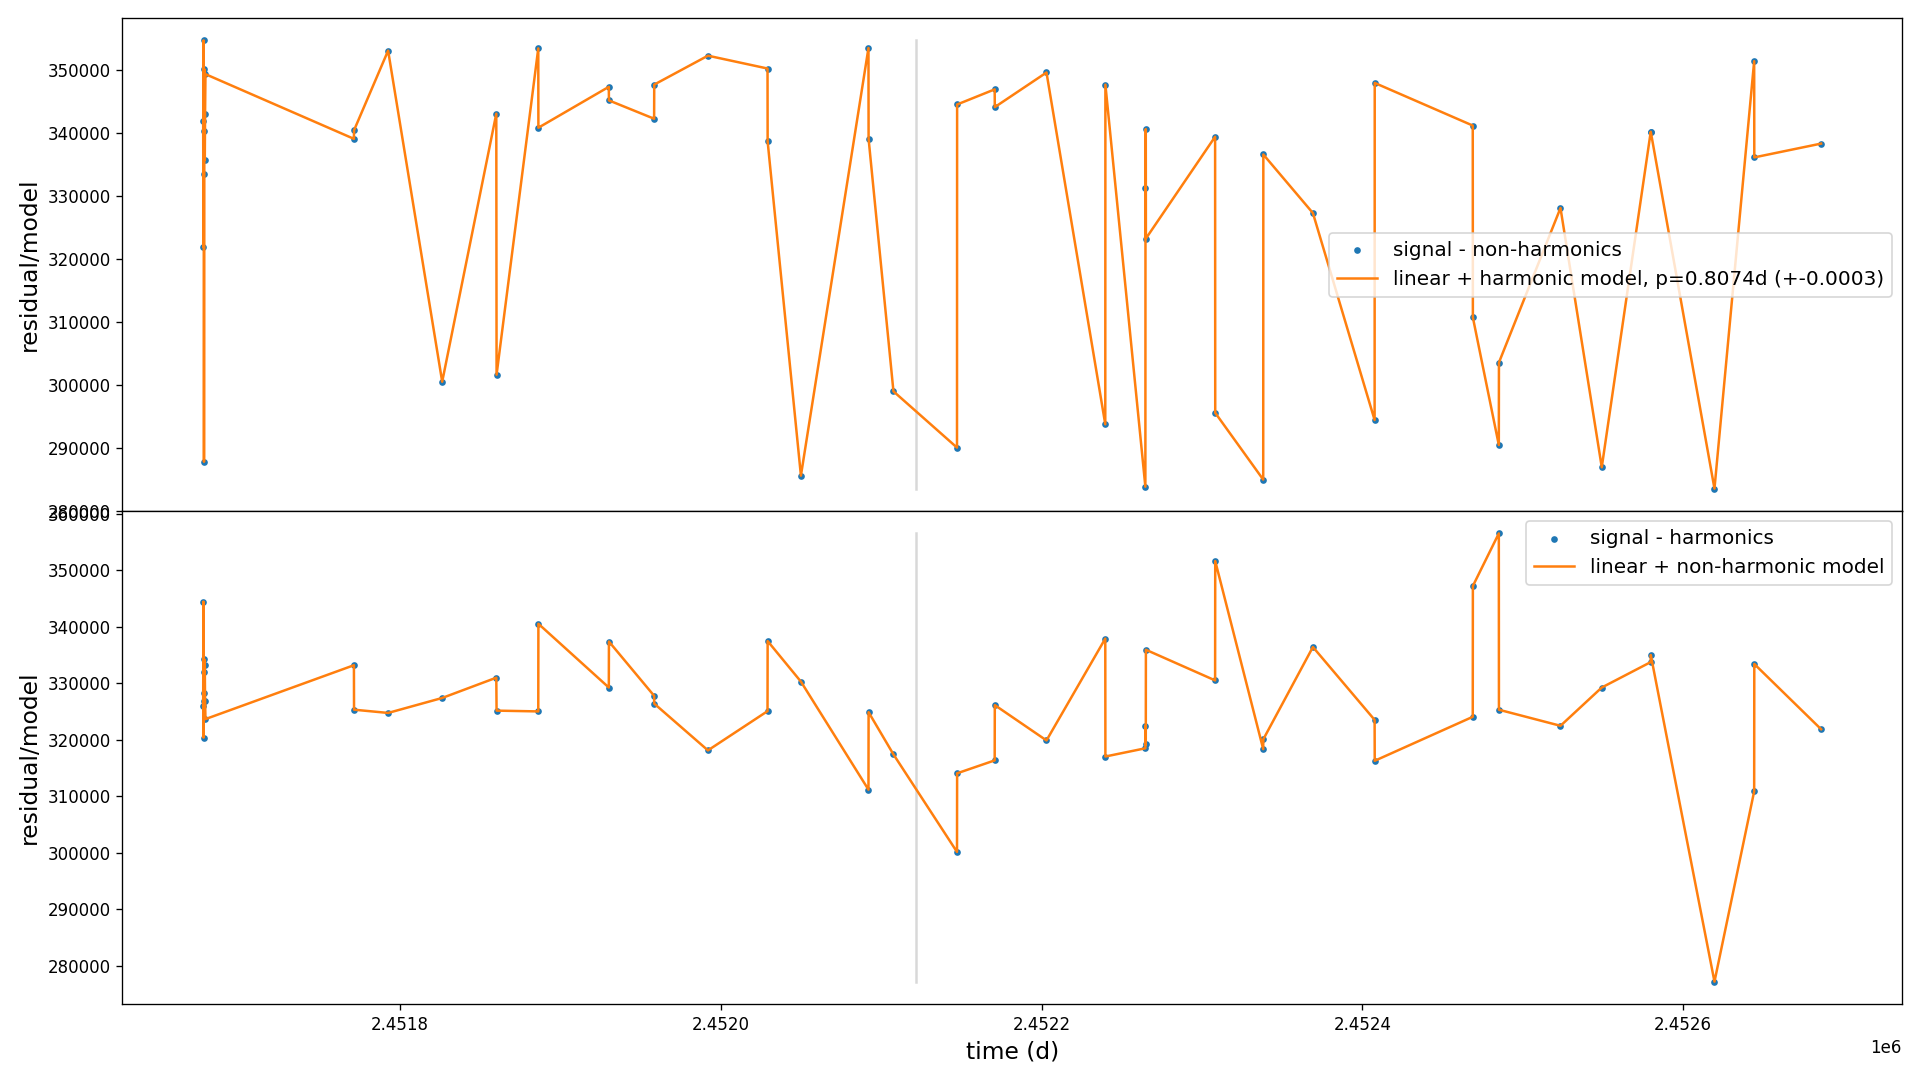 residual/model
350000
340000
330000
320000
310000
300000
290000
280000
signal - non-harmonics
linear + harmonic model, p=0.8074d (+-0.0003)
residual/model
360000
350000
340000
330000
320000
310000
300000
290000
280000
signal - harmonics
linear + non-harmonic model
2.4518
2.4520
2.4522
2.4524
2.4526
time (d)
1e6